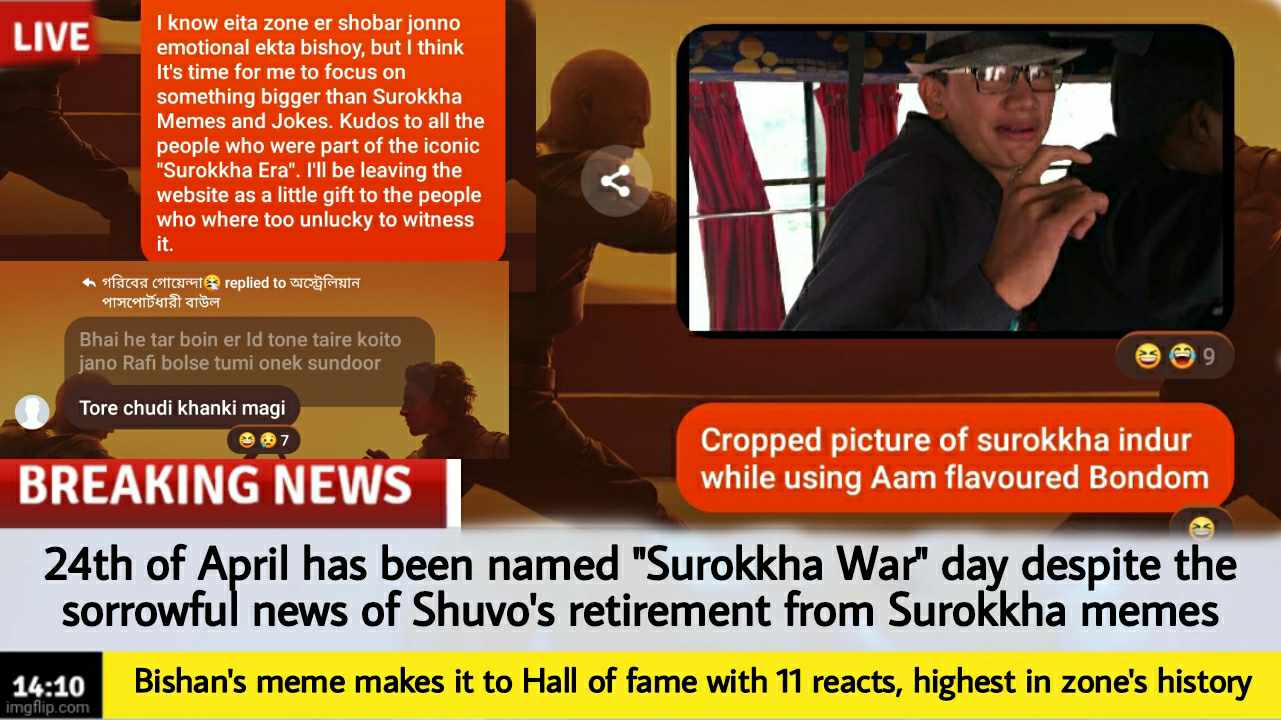 LIVE
I know eita zone er shobar jonno
emotional ekta bishoy, but I think
It's time for me to focus on
something bigger than Surokkha
Memes and Jokes. Kudos to all the
people who were part of the iconic
"Surokkha Era". I'll be leaving the
website as a little gift to the people
who where too unlucky to witness
it.
গরিবের গোয়েন্দা😤 replied to অস্ট্রেলিয়ান
পাসপোর্টধারী বাউল
Bhai he tar boin er Id tone taire koito
jano Rafi bolse tumi onek sundoor
Tore chudi khanki magi
😆😢 7
😆😂 9
Cropped picture of surokkha indur
while using Aam flavoured Bondom
😆
BREAKING NEWS
24th of April has been named "Surokkha War" day despite the
sorrowful news of Shuvo's retirement from Surokkha memes
14:10
Bishan's meme makes it to Hall of fame with 11 reacts, highest in zone's history
imgflip.com